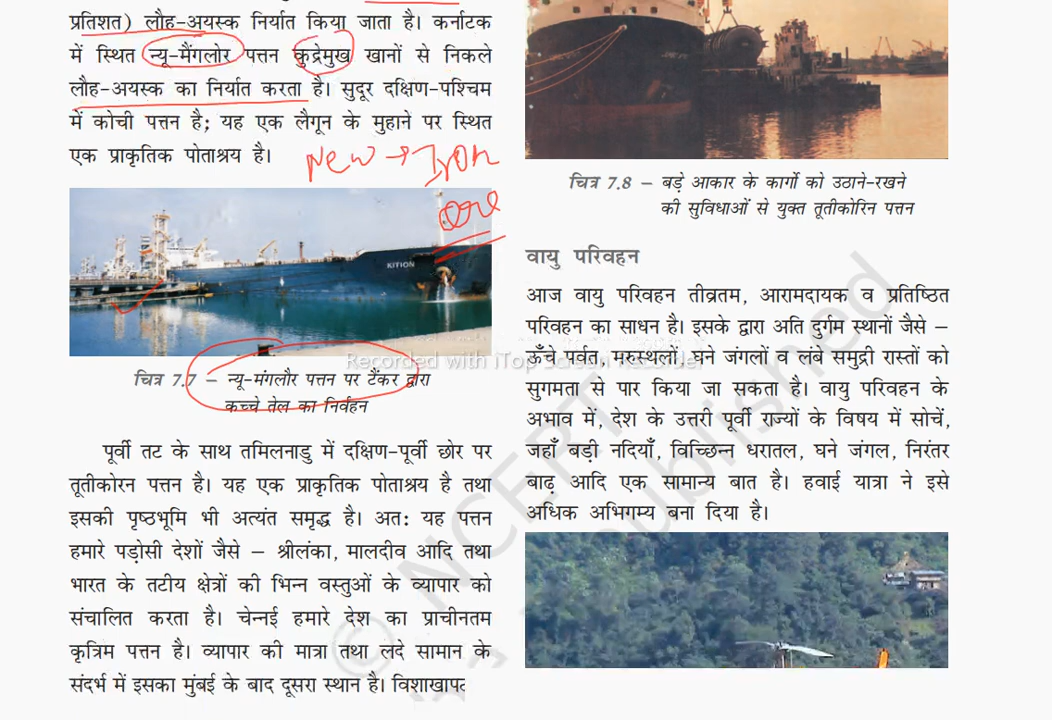 प्रतिशत) लौह-अयस्क निर्यात किया जाता है। कर्नाटक
में स्थित न्यू-मैंगलोर पत्तन कुद्रेमुख खानों से निकले
लौह-अयस्क का निर्यात करता है। सुदूर दक्षिण-पश्चिम
में कोची पत्तन है; यह एक लैगून के मुहाने पर स्थित
एक प्राकृतिक पोताश्रय है।
New → Iron
Ore
KITION
चित्र 7.7 – न्यू-मंगलौर पत्तन पर टैंकर द्वारा
कच्चे तेल का निर्वहन
पूर्वी तट के साथ तमिलनाडु में दक्षिण-पूर्वी छोर पर
तूतीकोरन पत्तन है। यह एक प्राकृतिक पोताश्रय है तथा
इसकी पृष्ठभूमि भी अत्यंत समृद्ध है। अत: यह पत्तन
हमारे पड़ोसी देशों जैसे – श्रीलंका, मालदीव आदि तथा
भारत के तटीय क्षेत्रों की भिन्न वस्तुओं के व्यापार को
संचालित करता है। चेन्नई हमारे देश का प्राचीनतम
कृत्रिम पत्तन है। व्यापार की मात्रा तथा लदे सामान के
संदर्भ में इसका मुंबई के बाद दूसरा स्थान है।
चित्र 7.8 – बड़े आकार के कार्गो को उठाने-रखने
की सुविधाओं से युक्त तूतीकोरिन पत्तन
वायु परिवहन
आज वायु परिवहन तीव्रतम, आरामदायक व प्रतिष्ठित
परिवहन का साधन है। इसके द्वारा अति दुर्गम स्थानों जैसे –
ऊँचे पर्वत, मरुस्थलों, घने जंगलों व लंबे समुद्री रास्तों को
सुगमता से पार किया जा सकता है। वायु परिवहन के
अभाव में, देश के उत्तरी पूर्वी राज्यों के विषय में सोचें,
जहाँ बड़ी नदियाँ, विच्छिन्न धरातल, घने जंगल, निरंतर
बाढ़ आदि एक सामान्य बात है। हवाई यात्रा ने इसे
अधिक अभिगम्य बना दिया है।
Recorded with iTop Screen Recorder
© NCERT
published